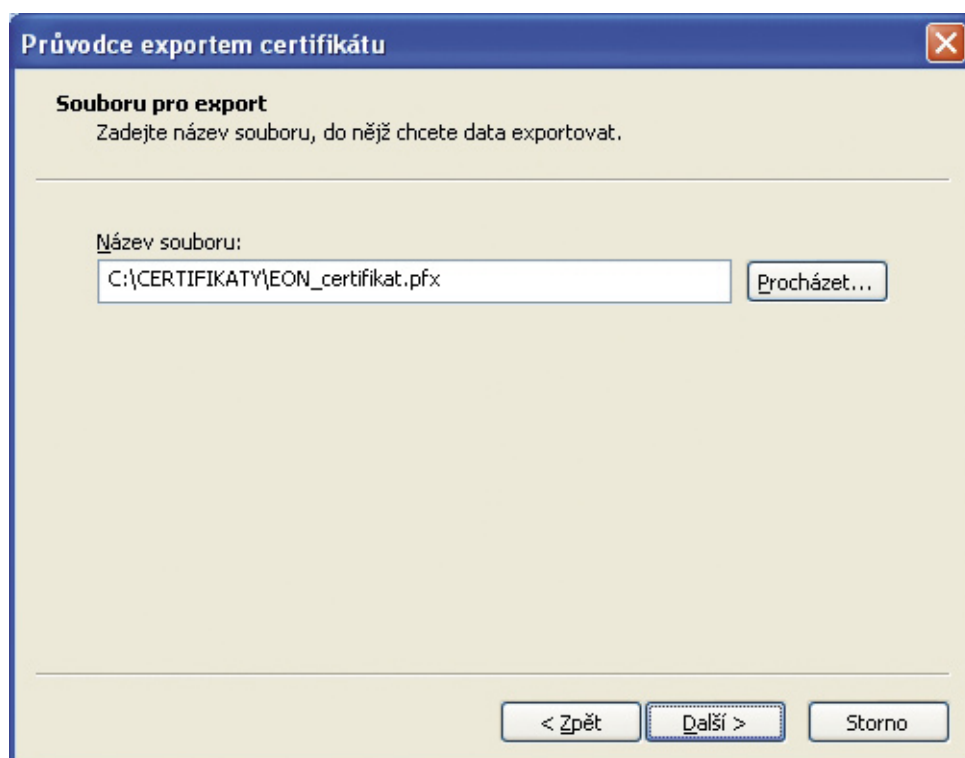 Průvodce exportem certifikátu
Souboru pro export
Zadejte název souboru, do nějž chcete data exportovat.
Název souboru:
C:\CERTIFIKATY\EON_certifikat.pfx
Procházet...
< Zpět Další > Storno